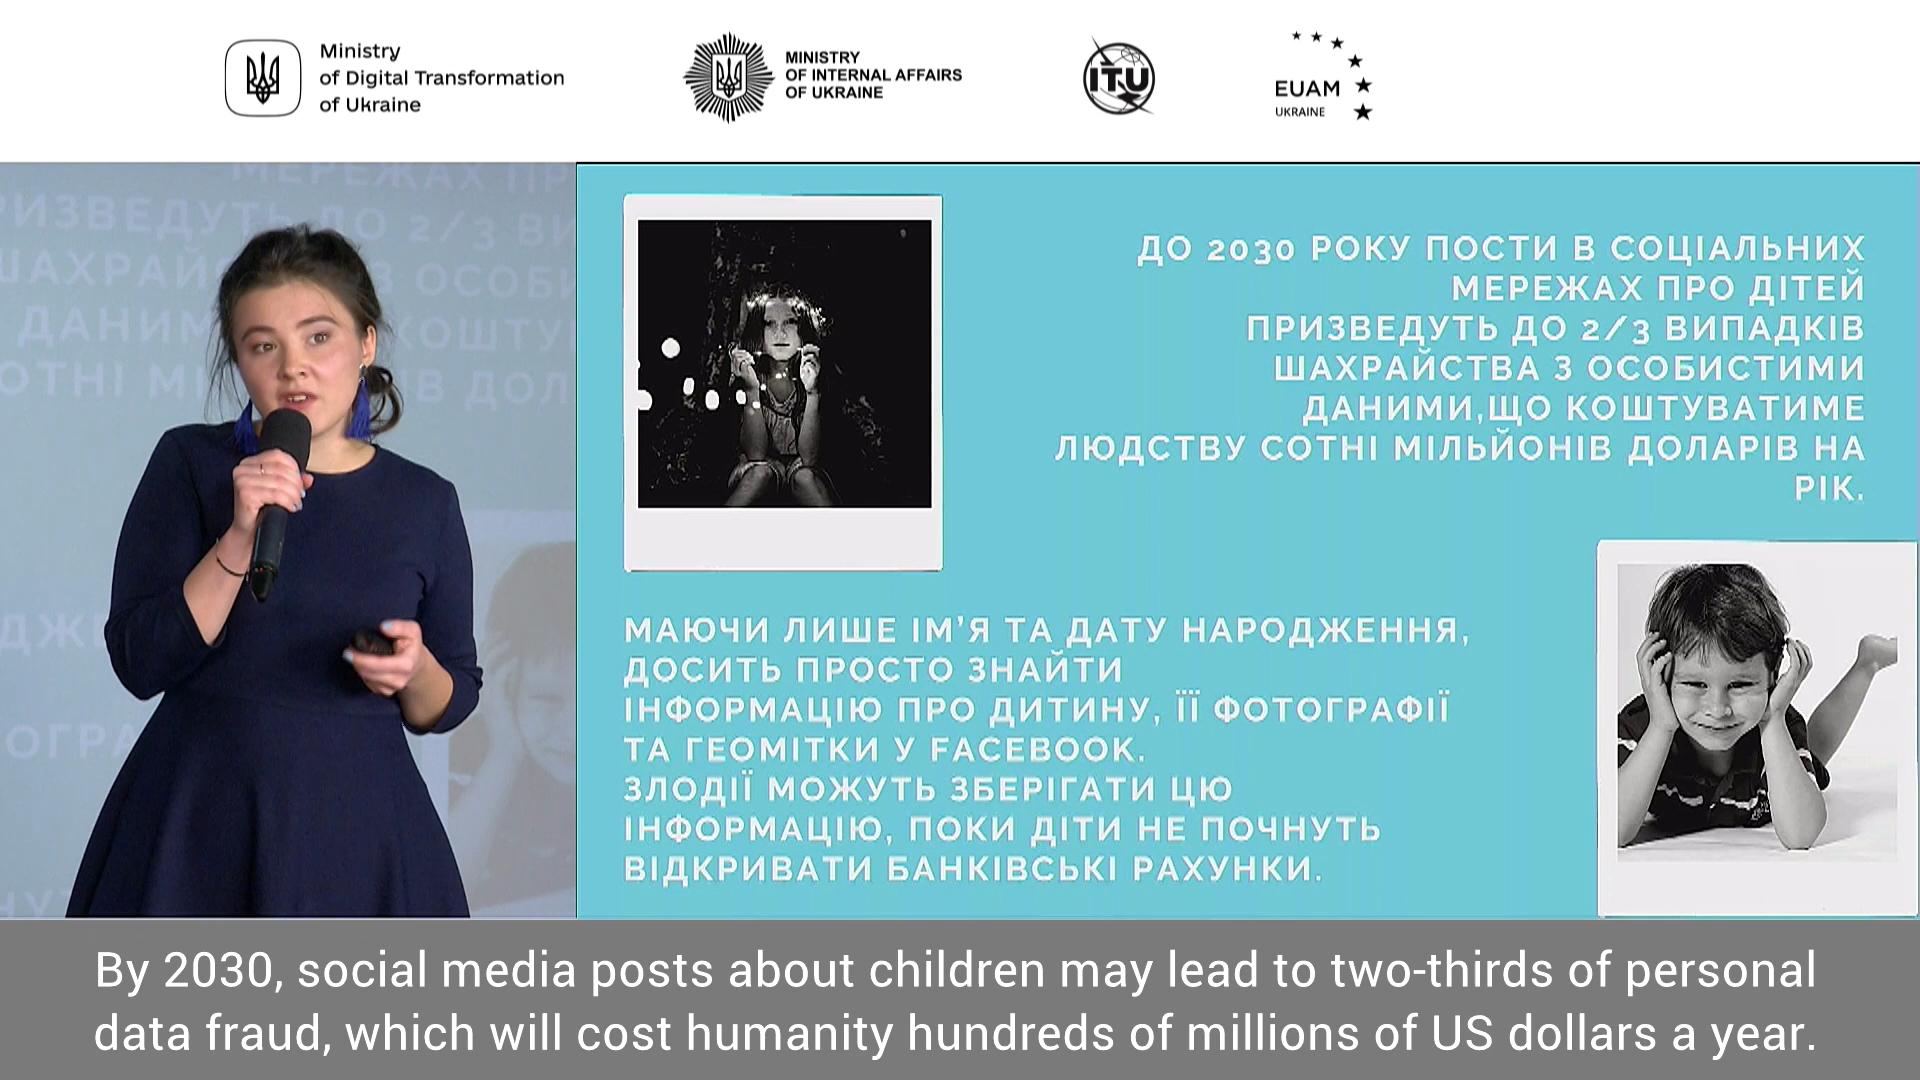 Ministry
of Digital Transformation
of Ukraine
MINISTRY
OF INTERNAL AFFAIRS
OF UKRAINE
ITU
EUAM
UKRAINE
ДО 2030 РОКУ ПОСТИ В СОЦІАЛЬНИХ
МЕРЕЖАХ ПРО ДІТЕЙ
ПРИЗВЕДУТЬ ДО 2/3 ВИПАДКІВ
ШАХРАЙСТВА З ОСОБИСТИМИ
ДАНИМИ,ЩО КОШТУВАТИМЕ
ЛЮДСТВУ СОТНІ МІЛЬЙОНІВ ДОЛАРІВ НА
РІК.
МАЮЧИ ЛИШЕ ІМ'Я ТА ДАТУ НАРОДЖЕННЯ,
ДОСИТЬ ПРОСТО ЗНАЙТИ
ІНФОРМАЦІЮ ПРО ДИТИНУ, ЇЇ ФОТОГРАФІЇ
ТА ГЕОМІТКИ У FACEBOOK.
ЗЛОДІЇ МОЖУТЬ ЗБЕРІГАТИ ЦЮ
ІНФОРМАЦІЮ, ПОКИ ДІТИ НЕ ПОЧНУТЬ
ВІДКРИВАТИ БАНКІВСЬКІ РАХУНКИ.
By 2030, social media posts about children may lead to two-thirds of personal
data fraud, which will cost humanity hundreds of millions of US dollars a year.